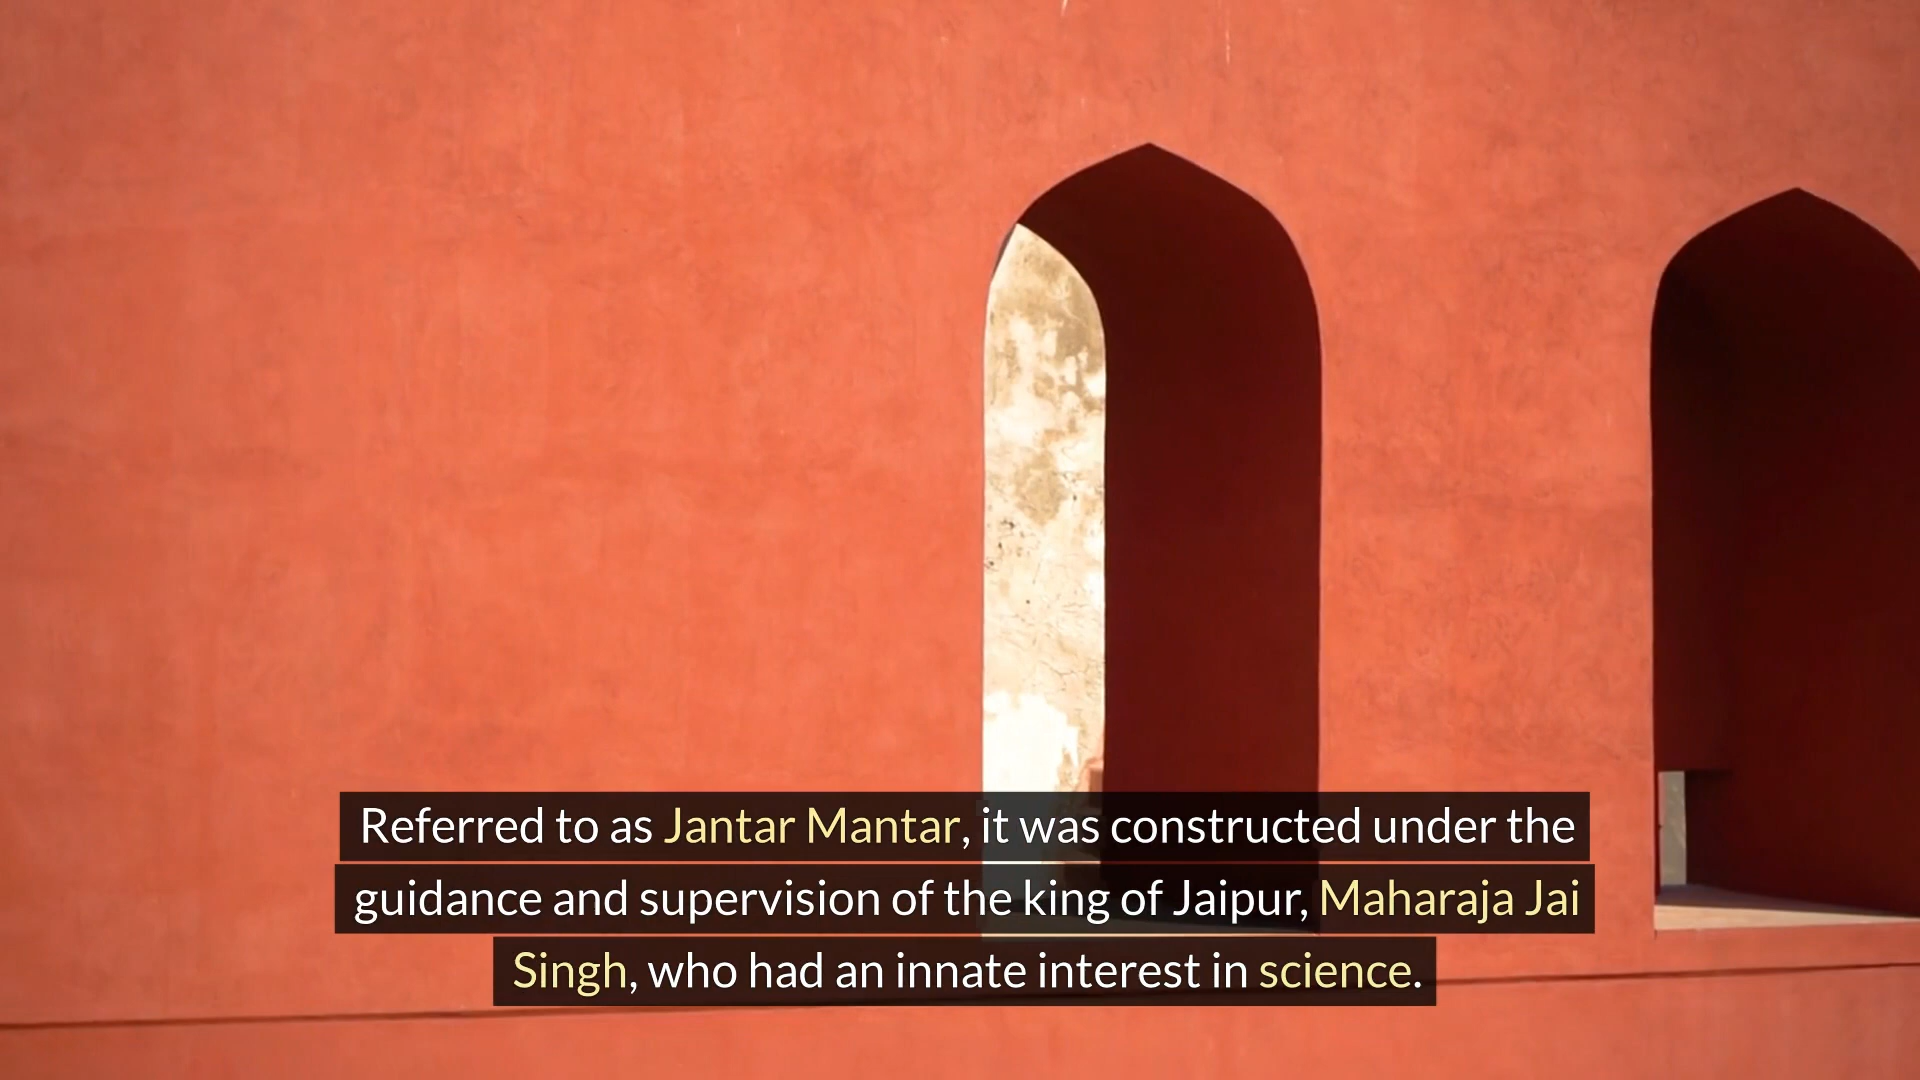 Referred to as Jantar Mantar, it was constructed under the
guidance and supervision of the king of Jaipur, Maharaja Jai
Singh, who had an innate interest in science.